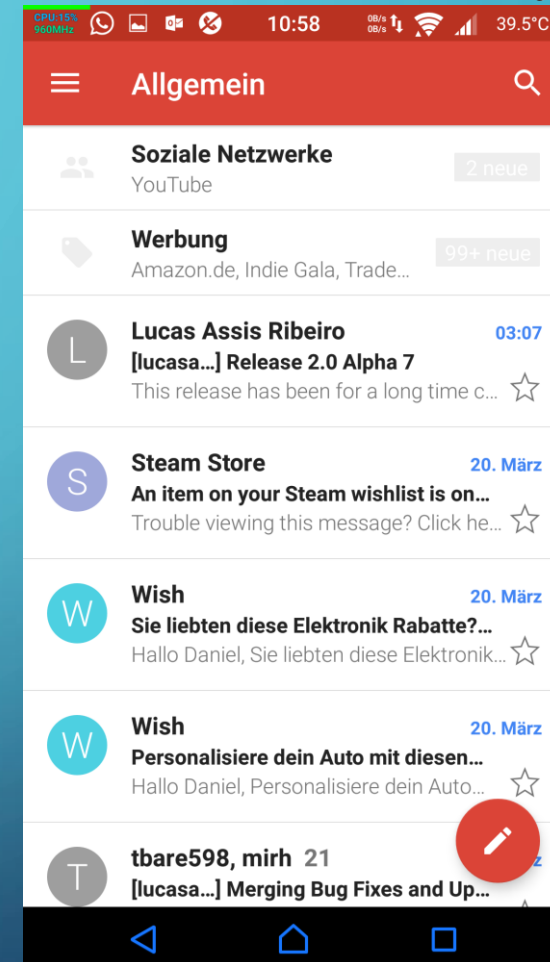 CPU:15%
960MHz
10:58
0B/s
0B/s
39.5°C
Allgemein
Soziale Netzwerke
2 neue
YouTube
Werbung
99+ neue
Amazon.de, Indie Gala, Trade...
L
Lucas Assis Ribeiro
03:07
[lucasa...] Release 2.0 Alpha 7
This release has been for a long time c...
S
Steam Store
20. März
An item on your Steam wishlist is on...
Trouble viewing this message? Click he...
W
Wish
20. März
Sie liebten diese Elektronik Rabatte?...
Hallo Daniel, Sie liebten diese Elektronik...
W
Wish
20. März
Personalisiere dein Auto mit diesen...
Hallo Daniel, Personalisiere dein Auto...
T
tbare598, mirh 21
[lucasa...] Merging Bug Fixes and Up...